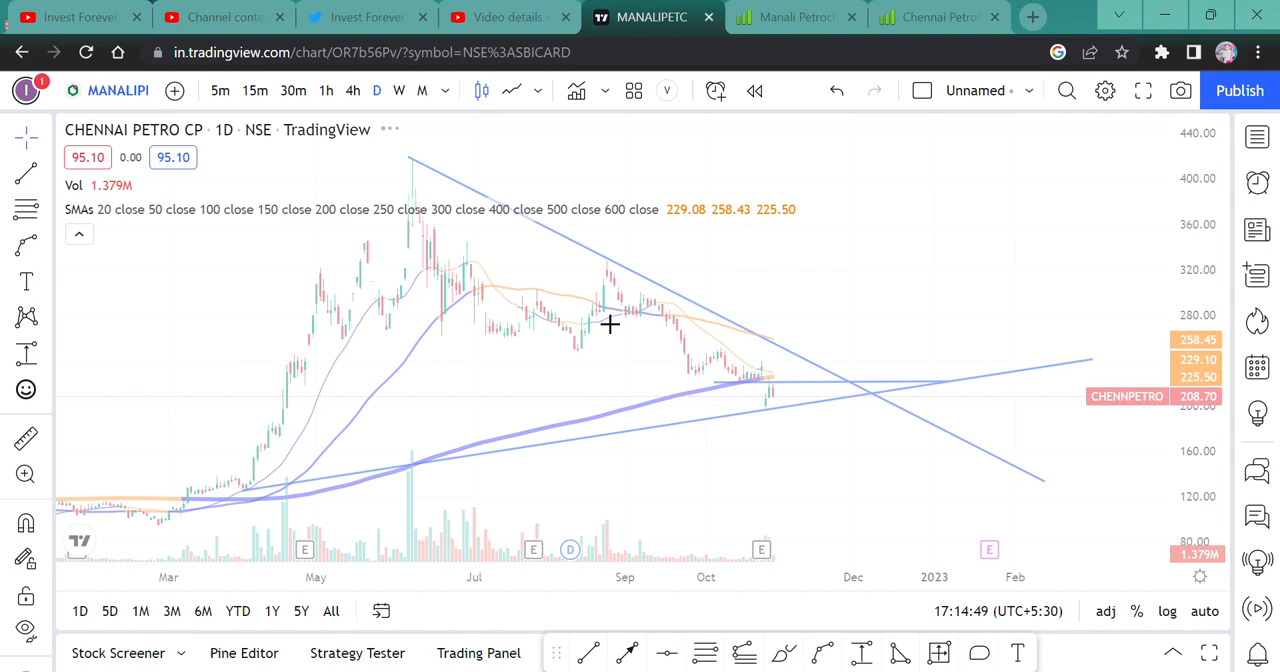 Invest Forever
Channel conte
Invest Forever
Video details -
MANALIPETC
Manali Petroch
Chennai Petrol
in.tradingview.com/chart/OR7b56Pv/?symbol=NSE%3ASBICARD
I 1 MANALIPI 5m 15m 30m 1h 4h D W M V Unnamed Publish
CHENNAI PETRO CP · 1D · NSE · TradingView
95.10 0.00 95.10
Vol 1.379M
SMAs 20 close 50 close 100 close 150 close 200 close 250 close 300 close 400 close 500 close 600 close 229.08 258.43 225.50
440.00
400.00
360.00
320.00
280.00
258.45
229.10
225.50
CHENNPETRO 208.70
200.00
160.00
120.00
80.00
1.379M
E E D E E
Mar May Jul Sep Oct Dec 2023 Feb
1D 5D 1M 3M 6M YTD 1Y 5Y All 17:14:49 (UTC+5:30) adj % log auto
Stock Screener Pine Editor Strategy Tester Trading Panel